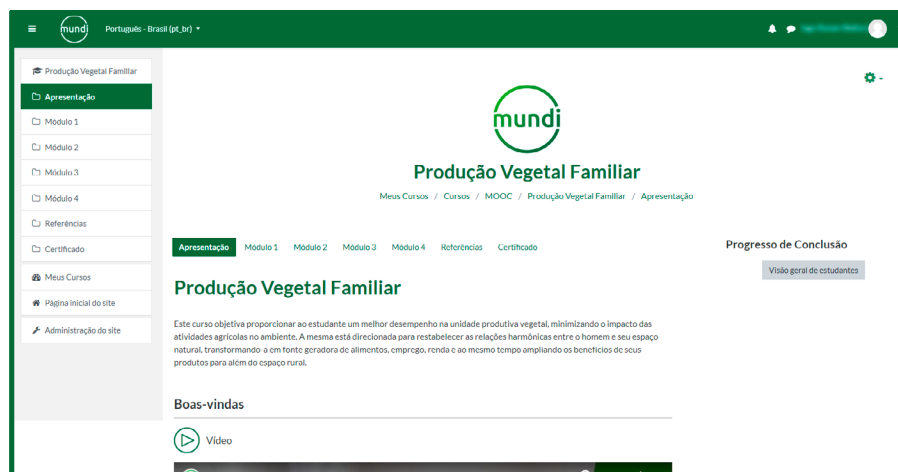 mundi
Português - Brasil (pt_br)
Produção Vegetal Familiar
Apresentação
Módulo 1
Módulo 2
Módulo 3
Módulo 4
Referências
Certificado
Meus Cursos
Página inicial do site
Administração do site
mundi
Produção Vegetal Familiar
Meus Cursos / Cursos / MOOC / Produção Vegetal Familiar / Apresentação
Apresentação Módulo 1 Módulo 2 Módulo 3 Módulo 4 Referências Certificado
Produção Vegetal Familiar
Este curso objetiva proporcionar ao estudante um melhor desempenho na unidade produtiva vegetal, minimizando o impacto das
atividades agrícolas no ambiente. A mesma está direcionada para restabelecer as relações harmônicas entre o homem e seu espaço
natural, transformando-a em fonte geradora de alimentos, emprego, renda e ao mesmo tempo ampliando os benefícios de seus
produtos para além do espaço rural.
Boas-vindas
Vídeo
Progresso de Conclusão
Visão geral de estudantes